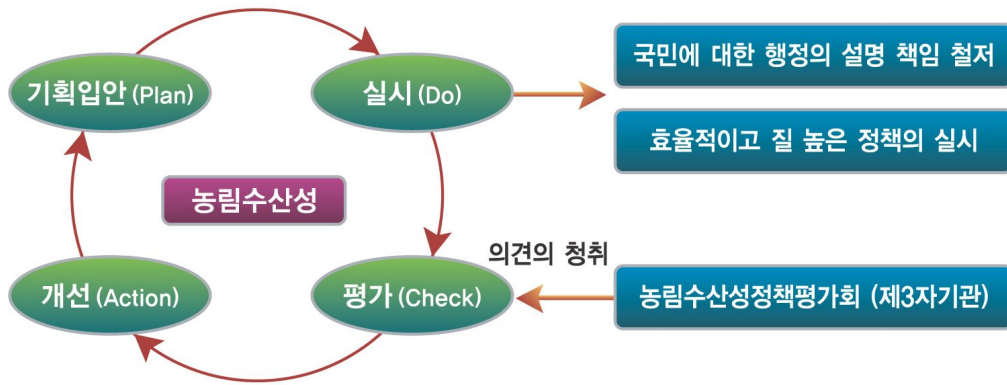 기획입안 (Plan)
실시 (Do)
국민에 대한 행정의 설명 책임 철저
효율적이고 질 높은 정책의 실시
농림수산성
의견의 청취
개선 (Action)
평가 (Check)
농림수산성정책평가회 (제3자기관)